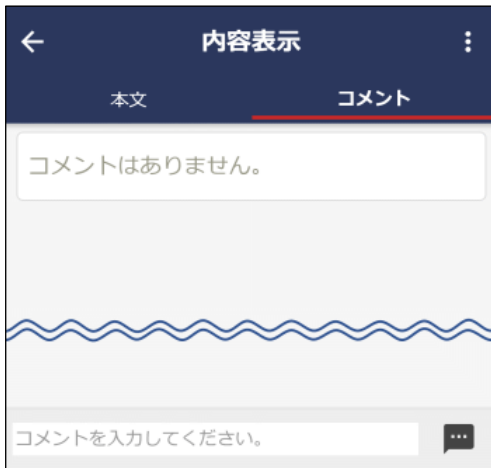 内容表示
本文
コメント
コメントはありません。
コメントを入力してください。